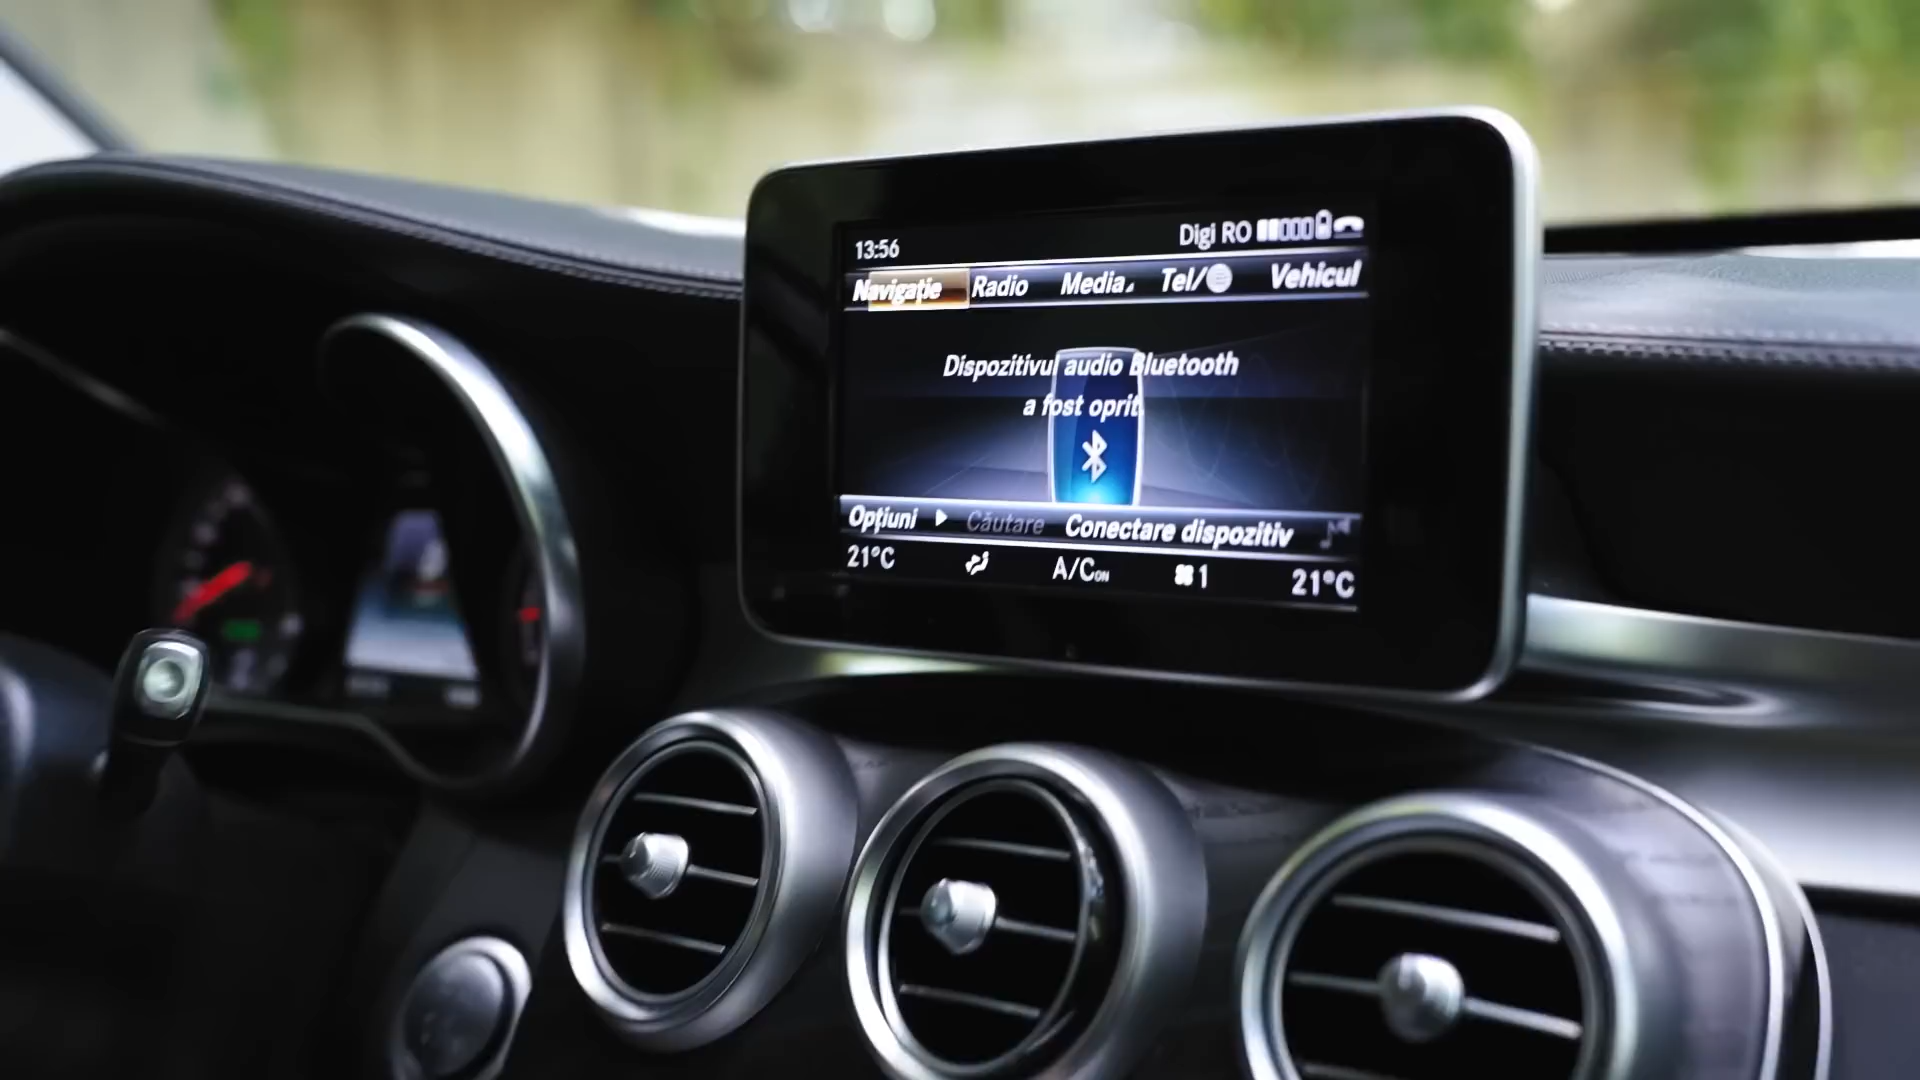 13:56 Digi RO
Navigație Radio Media Tel/ Vehicul
Dispozitivul audio Bluetooth
a fost oprit.
Opțiuni Căutare Conectare dispozitiv
21°C A/C ON 1 21°C